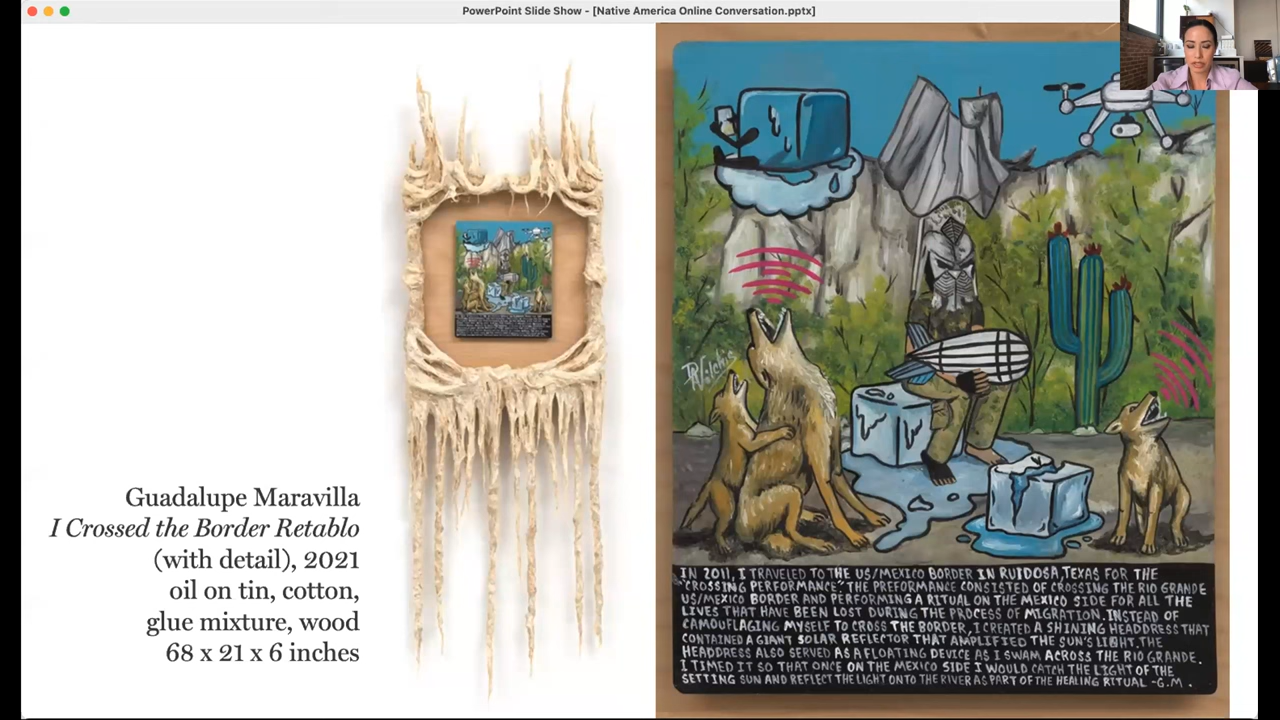 PowerPoint Slide Show - [Native America Online Conversation.pptx]
Guadalupe Maravilla
I Crossed the Border Retablo
(with detail), 2021
oil on tin, cotton,
glue mixture, wood
68 x 21 x 6 inches
Vilchis
IN 2011, I TRAVELED TO THE US/MEXICO BORDER IN RUIDOSA, TEXAS FOR THE
"CROSSING PERFORMANCE". THE PREFORMANCE CONSISTED OF CROSSING THE RIO GRANDE
US/MEXICO BORDER AND PERFORMING A RITUAL ON THE MEXICO SIDE FOR ALL THE
LIVES THAT HAVE BEEN LOST DURING THE PROCESS OF MIGRATION. INSTEAD OF
CAMOUFLAGING MYSELF TO CROSS THE BORDER, I CREATED A SHINING HEADDRESS THAT
CONTAINED A GIANT SOLAR REFLECTOR THAT AMPLIFIED THE SUN'S LIGHT. THE
HEADDRESS ALSO SERVED AS A FLOATING DEVICE AS I SWAM ACROSS THE RIO GRANDE.
I TIMED IT SO THAT ONCE ON THE MEXICO SIDE I WOULD CATCH THE LIGHT OF THE
SETTING SUN AND REFLECT THE LIGHT ONTO THE RIVER AS PART OF THE HEALING RITUAL -G.M.